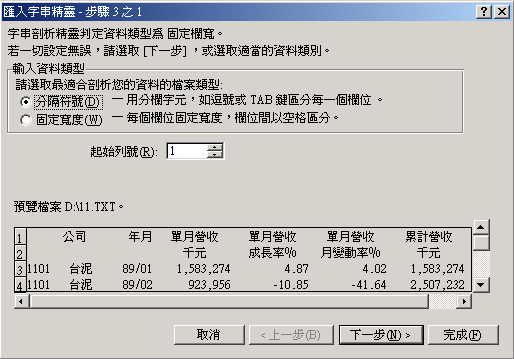 匯入字串精靈 - 步驟 3 之 1
字串剖析精靈判定資料類型為 固定欄寬。
若一切設定無誤，請選取 [下一步]，或選取適當的資料類別。
輸入資料類型
請選取最適合剖析您的資料的檔案類型:
分隔符號(D) — 用分欄字元，如逗號或 TAB 鍵區分每一個欄位。
固定寬度(W) — 每個欄位固定寬度，欄位間以空格區分。
起始列號(R): 1
預覽檔案 D:\11.TXT。
1 公司 年月 單月營收 單月營收 單月營收 累計營收
2 千元 成長率% 月變動率% 千元
3 1101 台泥 89/01 1,583,274 4.87 4.02 1,583,274
4 1101 台泥 89/02 923,956 -10.85 -41.64 2,507,232
取消 < 上一步(B) 下一步(N) > 完成(F)